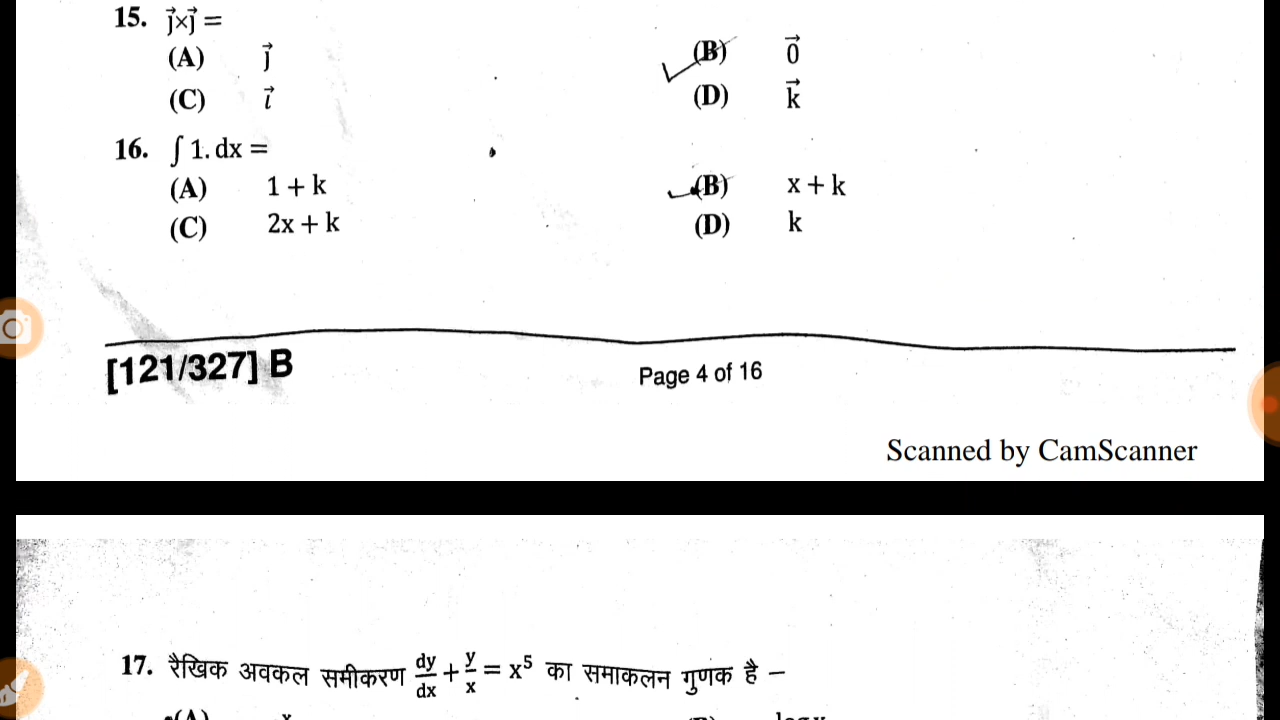 15. j⃗×j⃗ =
(A) j⃗ (B) 0⃗
(C) i⃗ (D) k⃗
16. ∫ 1. dx =
(A) 1 + k (B) x + k
(C) 2x + k (D) k
[121/327] B Page 4 of 16
Scanned by CamScanner
17. रैखिक अवकल समीकरण dy/dx + y/x = x⁵ का समाकलन गुणक है –
(A) x